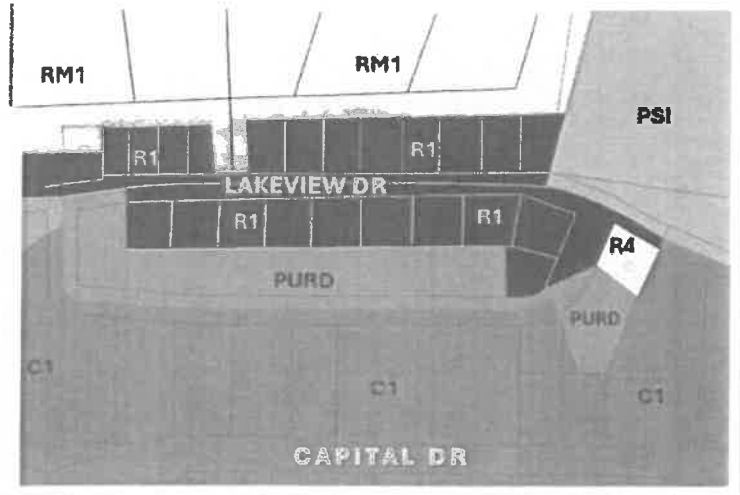 RM1
RM1
PSI
R1
R1
LAKEVIEW DR
R1
R1
R4
PURD
PURD
C1
C1
C1
CAPITAL DR